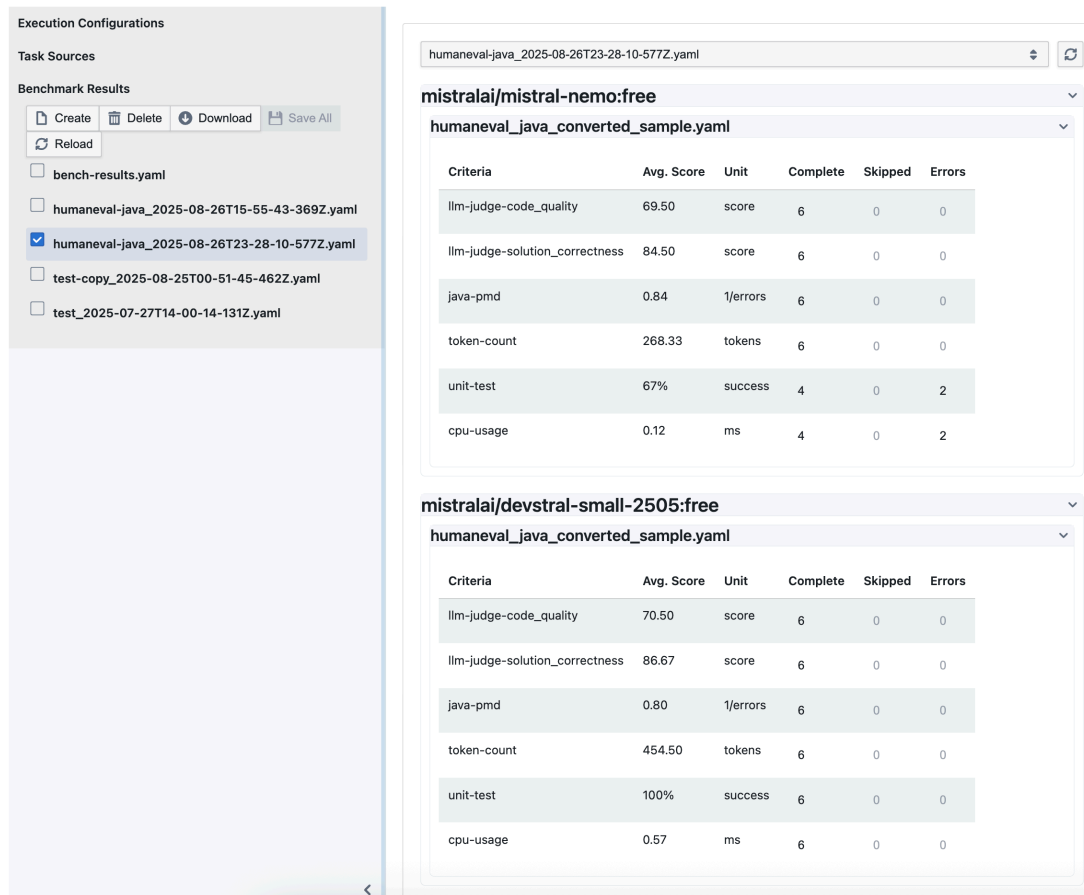 Execution Configurations
Task Sources
Benchmark Results
Create Delete Download Save All
Reload
bench-results.yaml
humaneval-java_2025-08-26T15-55-43-369Z.yaml
humaneval-java_2025-08-26T23-28-10-577Z.yaml
test-copy_2025-08-25T00-51-45-462Z.yaml
test_2025-07-27T14-00-14-131Z.yaml
humaneval-java_2025-08-26T23-28-10-577Z.yaml
mistralai/mistral-nemo:free
humaneval_java_converted_sample.yaml
Criteria Avg. Score Unit Complete Skipped Errors
llm-judge-code_quality 69.50 score 6 0 0
llm-judge-solution_correctness 84.50 score 6 0 0
java-pmd 0.84 1/errors 6 0 0
token-count 268.33 tokens 6 0 0
unit-test 67% success 4 0 2
cpu-usage 0.12 ms 4 0 2
mistralai/devstral-small-2505:free
humaneval_java_converted_sample.yaml
Criteria Avg. Score Unit Complete Skipped Errors
llm-judge-code_quality 70.50 score 6 0 0
llm-judge-solution_correctness 86.67 score 6 0 0
java-pmd 0.80 1/errors 6 0 0
token-count 454.50 tokens 6 0 0
unit-test 100% success 6 0 0
cpu-usage 0.57 ms 6 0 0